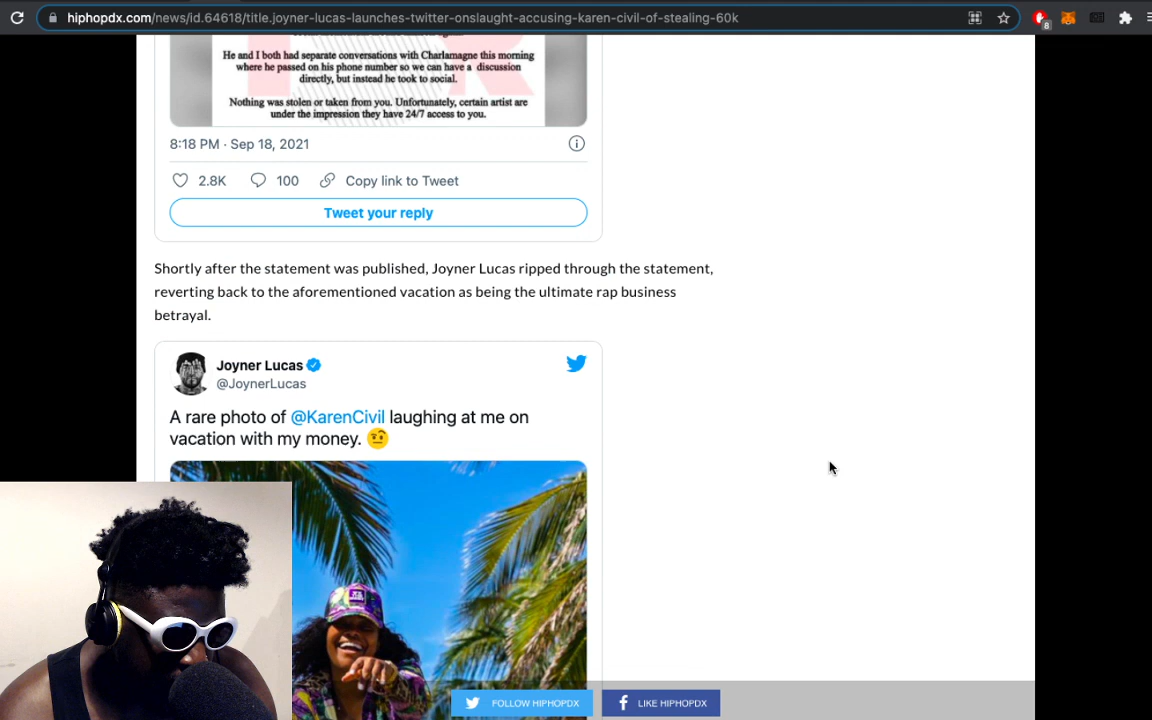 hiphopdx.com/news/id.64618/title.joyner-lucas-launches-twitter-onslaught-accusing-karen-civil-of-stealing-60k
8
He and I both had separate conversations with Charlamagne this morning
where he passed on his phone number so we can have a discussion
directly, but instead he took to social.
Nothing was stolen or taken from you. Unfortunately, certain artist are
under the impression they have 24/7 access to you.
8:18 PM · Sep 18, 2021
2.8K 100 Copy link to Tweet
Tweet your reply
Shortly after the statement was published, Joyner Lucas ripped through the statement,
reverting back to the aforementioned vacation as being the ultimate rap business
betrayal.
Joyner Lucas
@JoynerLucas
A rare photo of @KarenCivil laughing at me on
vacation with my money. 🤨
FOLLOW HIPHOPDX LIKE HIPHOPDX